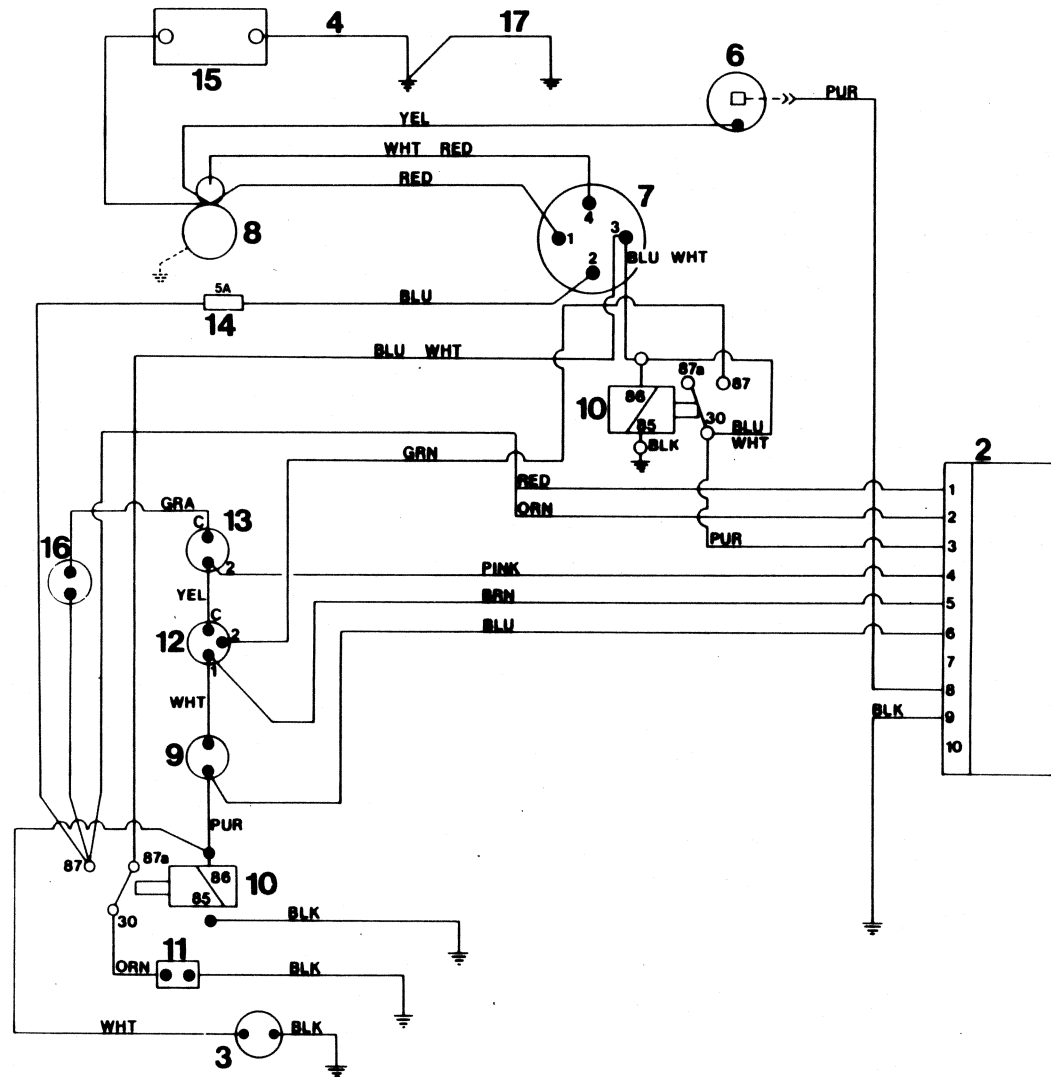 4
17
6
15
PUR
YEL
WHT RED
RED
7
4
8
1
3
2
BLU WHT
5A
BLU
14
BLU WHT
87a
87
86
10
30
85
BLU
WHT
BLK
GRN
2
RED
1
ORN
2
GRA
C
13
PUR
3
16
2
PINK
4
YEL
BRN
5
C
12
2
BLU
6
1
7
WHT
8
BLK
9
10
9
PUR
87
87a
86
10
85
30
BLK
11
ORN
BLK
WHT
BLK
3